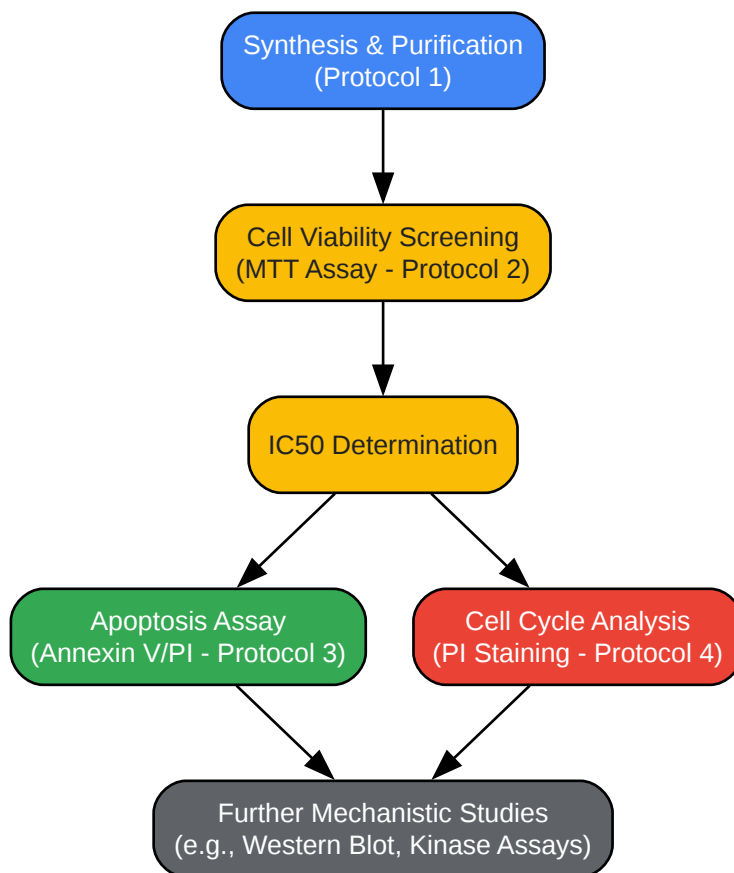 Synthesis & Purification
(Protocol 1)
Cell Viability Screening
(MTT Assay - Protocol 2)
IC50 Determination
Apoptosis Assay
(Annexin V/PI - Protocol 3)
Cell Cycle Analysis
(PI Staining - Protocol 4)
Further Mechanistic Studies
(e.g., Western Blot, Kinase Assays)